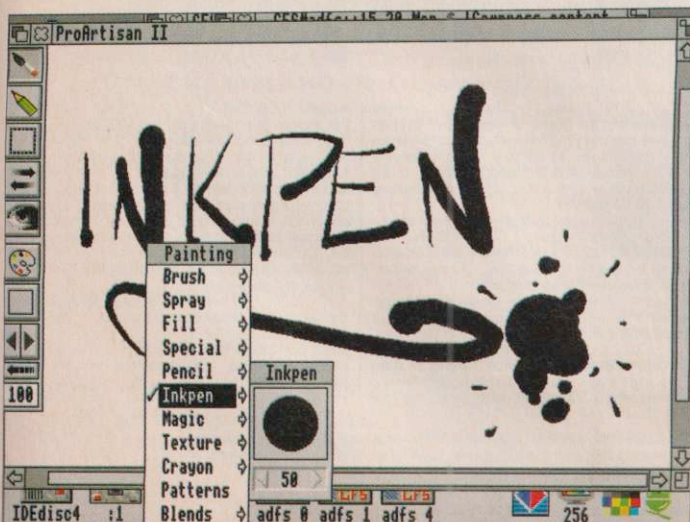 ProArtisan II
INKPEN
Painting
Brush
Spray
Fill
Special
Pencil
Inkpen
Magic
Texture
Crayon
Patterns
Blends
Inkpen
50
100
IDEdisc4 :1 adfs 0 adfs 1 adfs 4 256